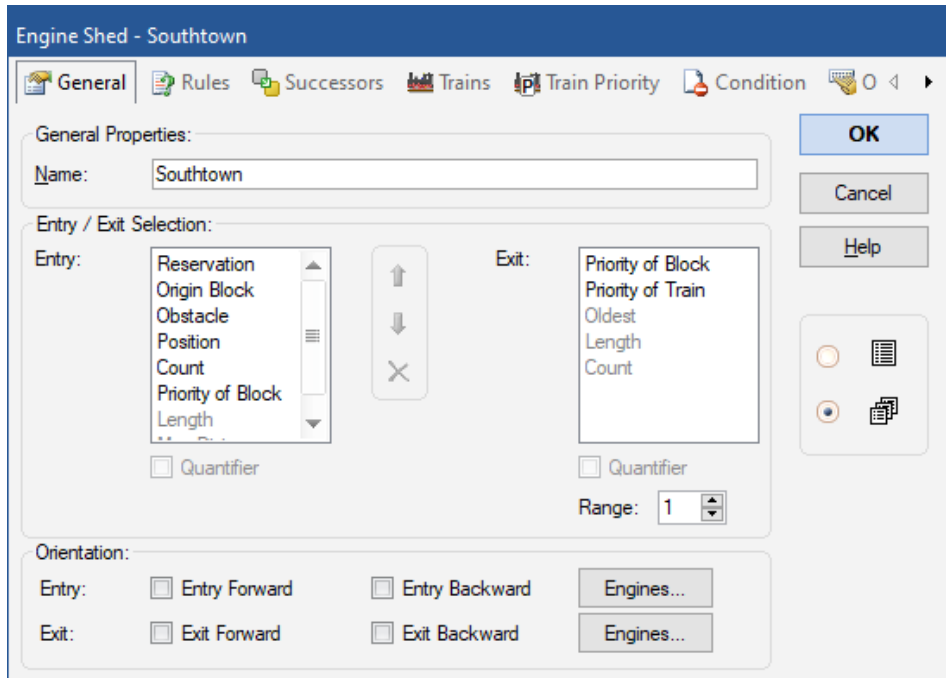 Engine Shed - Southtown
General Rules Successors Trains Train Priority Condition O
General Properties:
Name: Southtown
OK
Cancel
Help
Entry / Exit Selection:
Entry:
Reservation
Origin Block
Obstacle
Position
Count
Priority of Block
Length
Quantifier
Exit:
Priority of Block
Priority of Train
Oldest
Length
Count
Quantifier
Range: 1
Orientation:
Entry: Entry Forward Entry Backward Engines...
Exit: Exit Forward Exit Backward Engines...